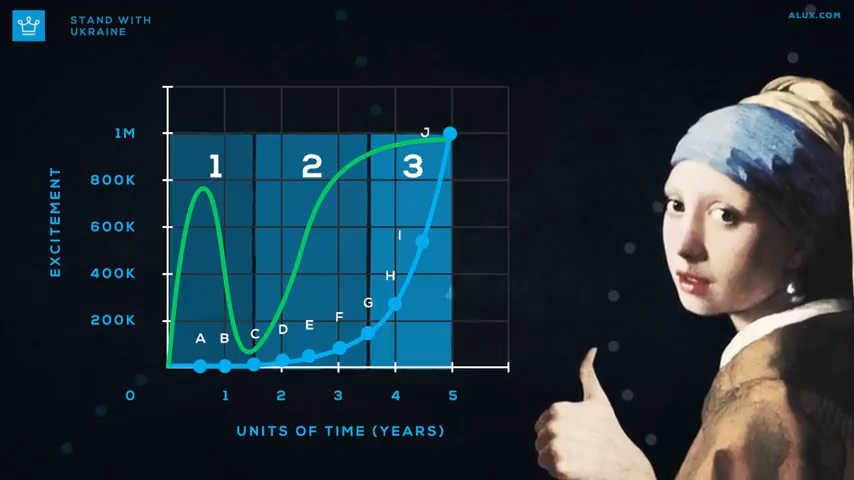 STAND WITH
UKRAINE
ALUX.COM
EXCITEMENT
1M
800K
600K
400K
200K
0
1 2 3
A B C D E F G H I J
1 2 3 4 5
UNITS OF TIME (YEARS)